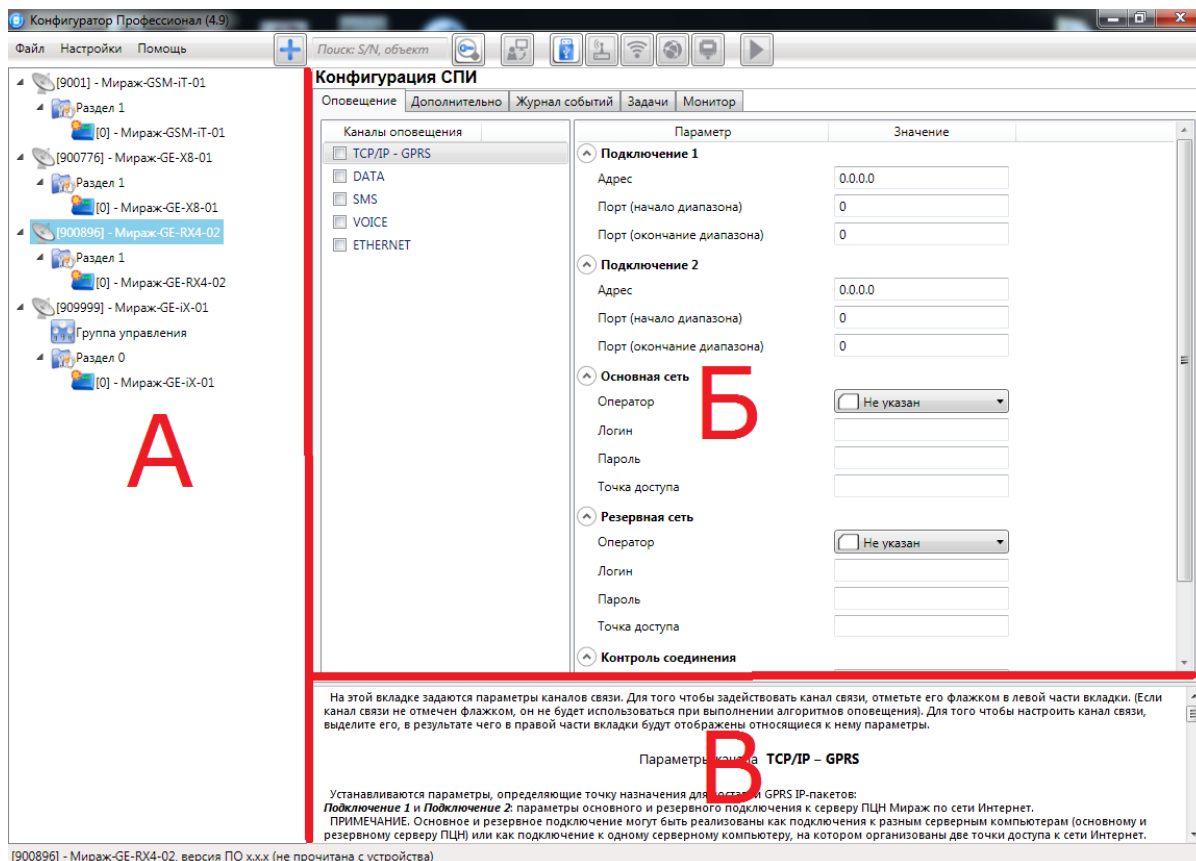 Конфигуратор Профессионал (4.9)
Файл Настройки Помощь
Поиск: S/N, объект
[9001] - Мираж-GSM-iT-01
Раздел 1
[0] - Мираж-GSM-iT-01
[900776] - Мираж-GE-X8-01
Раздел 1
[0] - Мираж-GE-X8-01
[900896] - Мираж-GE-RX4-02
Раздел 1
[0] - Мираж-GE-RX4-02
[909999] - Мираж-GE-iX-01
Группа управления
Раздел 0
[0] - Мираж-GE-iX-01
А
Конфигурация СПИ
Оповещение Дополнительно Журнал событий Задачи Монитор
Каналы оповещения
TCP/IP - GPRS
DATA
SMS
VOICE
ETHERNET
Параметр Значение
Подключение 1
Адрес 0.0.0.0
Порт (начало диапазона) 0
Порт (окончание диапазона) 0
Подключение 2
Адрес 0.0.0.0
Порт (начало диапазона) 0
Порт (окончание диапазона) 0
Основная сеть
Оператор Не указан
Логин
Пароль
Точка доступа
Б
Резервная сеть
Оператор Не указан
Логин
Пароль
Точка доступа
Контроль соединения
На этой вкладке задаются параметры каналов связи. Для того чтобы задействовать канал связи, отметьте его флажком в левой части вкладки. (Если
канал связи не отмечен флажком, он не будет использоваться при выполнении алгоритмов оповещения). Для того чтобы настроить канал связи,
выделите его, в результате чего в правой части вкладки будут отображены относящиеся к нему параметры.
Параметры канала TCP/IP – GPRS
В
Устанавливаются параметры, определяющие точку назначения для доставки GPRS IP-пакетов:
Подключение 1 и Подключение 2: параметры основного и резервного подключения к серверу ПЦН Мираж по сети Интернет.
ПРИМЕЧАНИЕ. Основное и резервное подключение могут быть реализованы как подключения к разным серверным компьютерам (основному и
резервному серверу ПЦН) или как подключение к одному серверному компьютеру, на котором организованы две точки доступа к сети Интернет.
[900896] - Мираж-GE-RX4-02, версия ПО x.x.x (не прочитана с устройства)